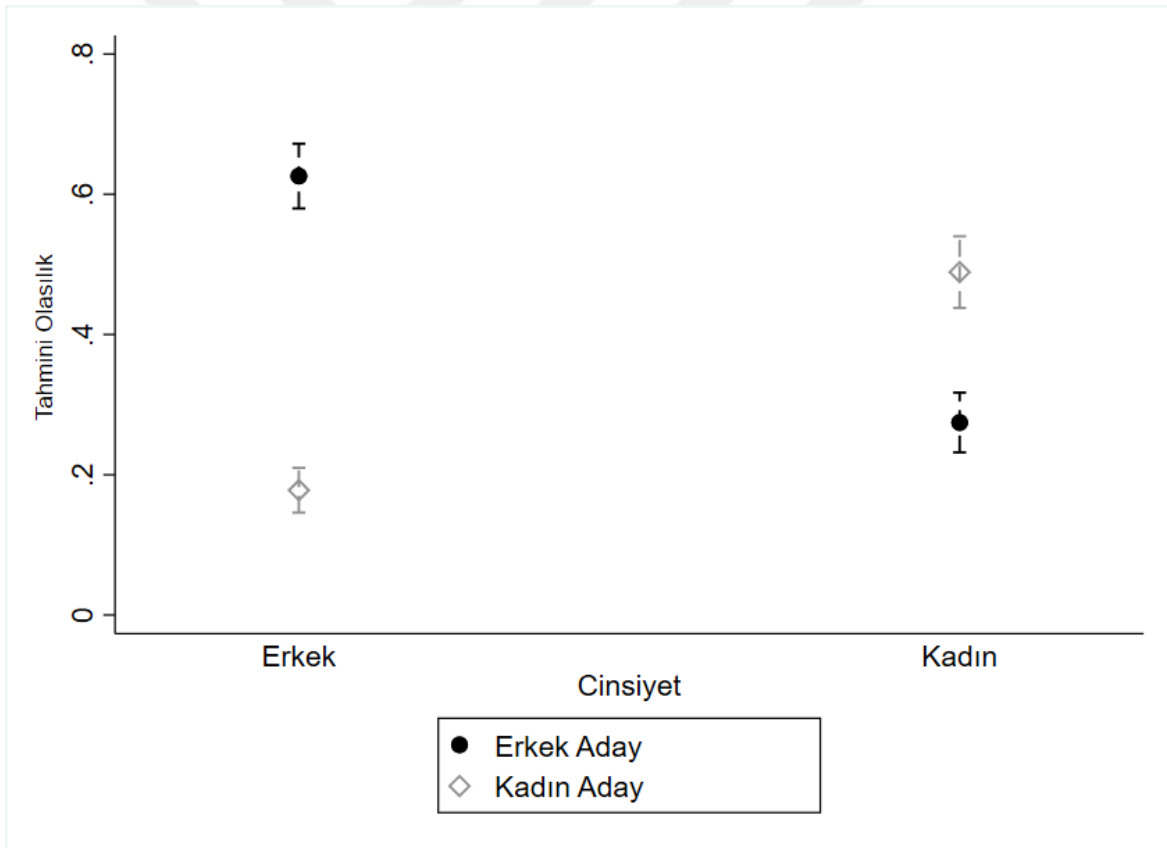 .8
.6
.4
.2
0
Tahmini Olasılık
Erkek
Kadın
Cinsiyet
Erkek Aday
Kadın Aday